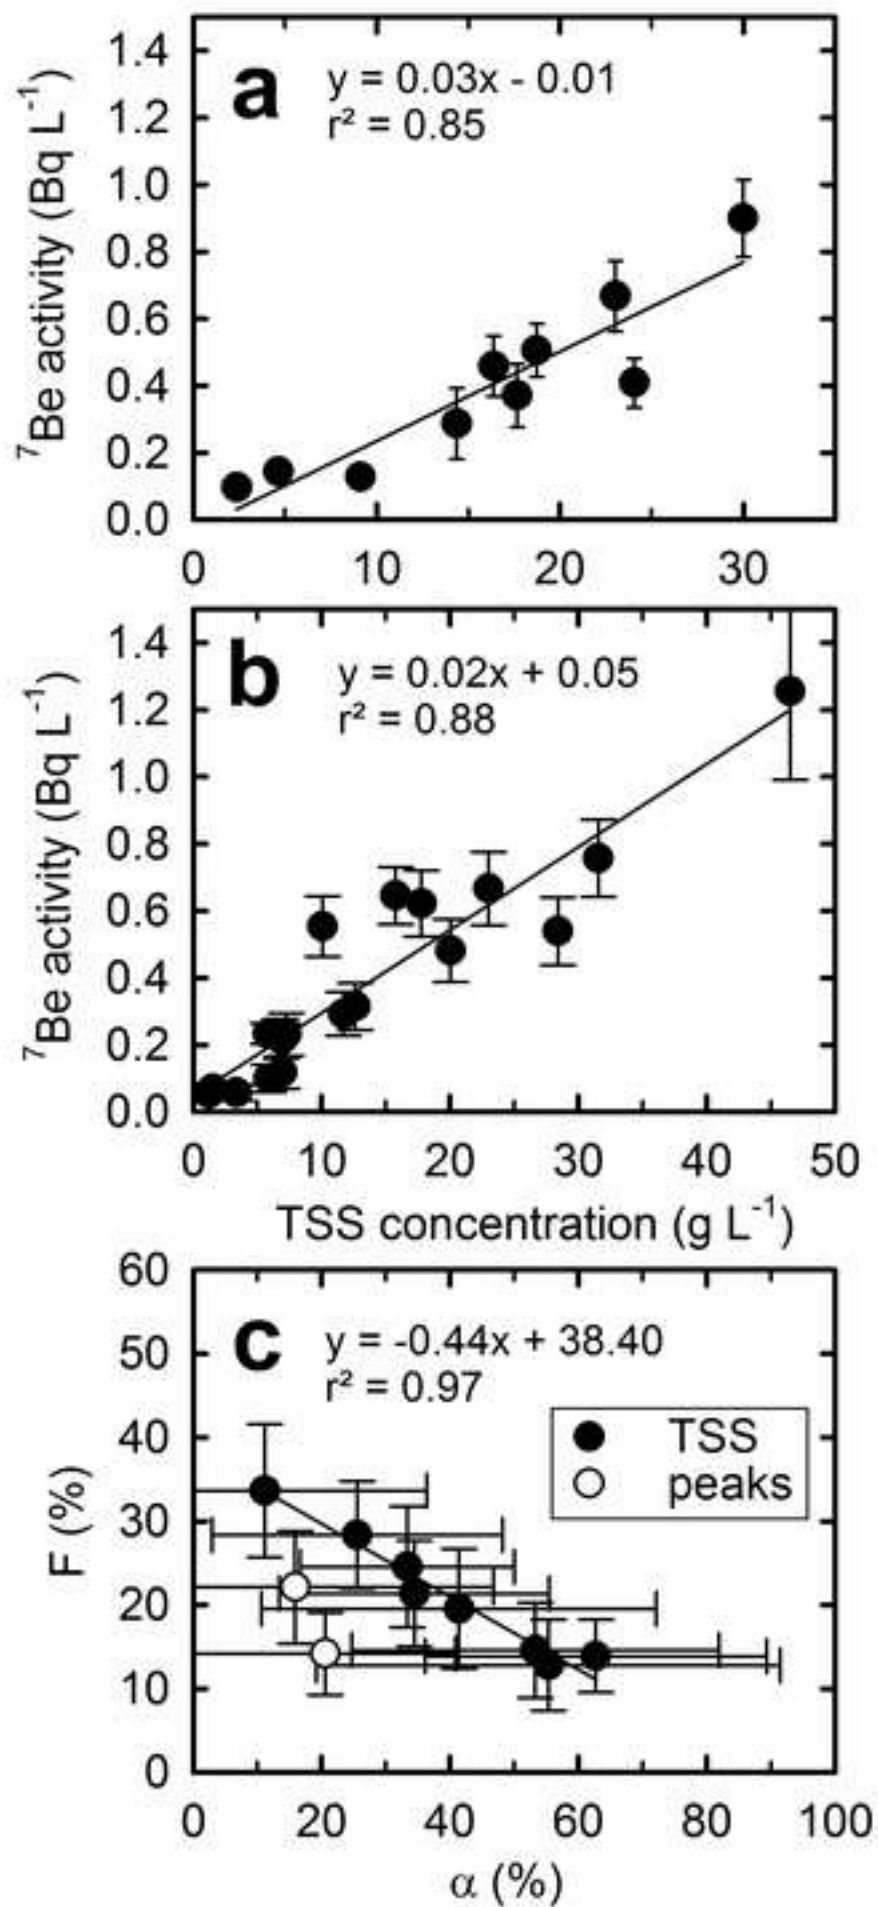 1.4
1.2
1.0
0.8
0.6
0.4
0.2
0.0
⁷Be activity (Bq L⁻¹)
a
y = 0.03x - 0.01
r² = 0.85
0 10 20 30
1.4
1.2
1.0
0.8
0.6
0.4
0.2
0.0
⁷Be activity (Bq L⁻¹)
b
y = 0.02x + 0.05
r² = 0.88
0 10 20 30 40 50
TSS concentration (g L⁻¹)
60
50
40
30
20
10
0
F (%)
c
y = -0.44x + 38.40
r² = 0.97
TSS
peaks
0 20 40 60 80 100
α (%)